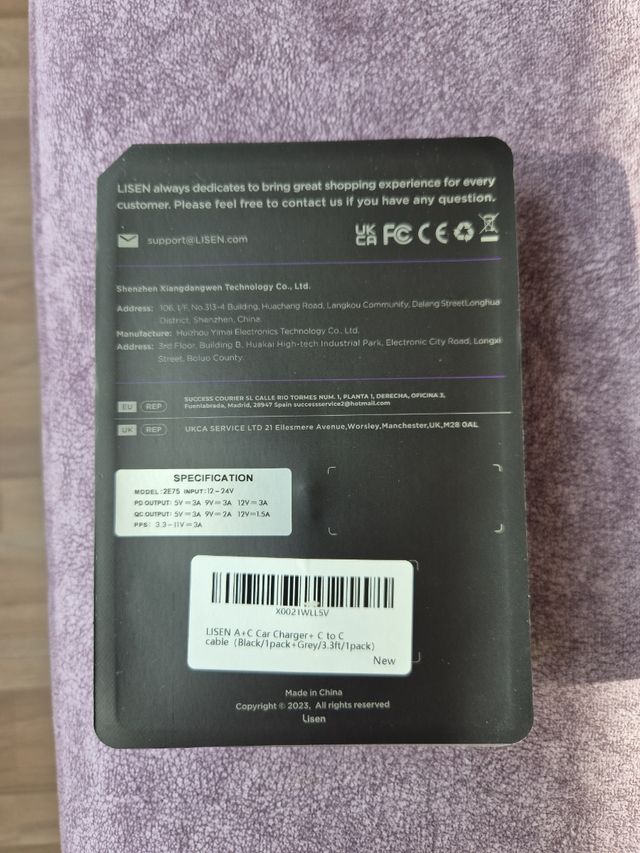 LISEN always dedicates to bring great shopping experience for every
customer. Please feel free to contact us if you have any question.
support@LISEN.com
UK CA FC CE
Shenzhen Xiangdangwen Technology Co., Ltd.
Address: 106, 1/F, No.313-4 Building, Huachang Road, Langkou Community, Dalang StreetLonghua
District, Shenzhen, China.
Manufacture: Huizhou Yimai Electronics Technology Co., Ltd.
Address: 3rd Floor, Building B, Huakai High-tech Industrial Park, Electronic City Road, Longxi
Street, Boluo County.
EU REP
SUCCESS COURIER SL CALLE RIO TORMES NUM. 1, PLANTA 1, DERECHA, OFICINA 3,
Fuenlabrada, Madrid, 28947 Spain successservice2@hotmail.com
UK REP UKCA SERVICE LTD 21 Ellesmere Avenue,Worsley,Manchester,UK,M28 0AL
SPECIFICATION
MODEL: 2E75 INPUT: 12-24V
PD OUTPUT: 5V⎓3A 9V⎓3A 12V⎓3A
QC OUTPUT: 5V⎓3A 9V⎓2A 12V⎓1.5A
PPS: 3.3-11V⎓3A
X0021WLL5V
LISEN A+C Car Charger+ C to C
cable (Black/1pack+Grey/3.3ft/1pack)
New
Made in China
Copyright © 2023, All rights reserved
Lisen